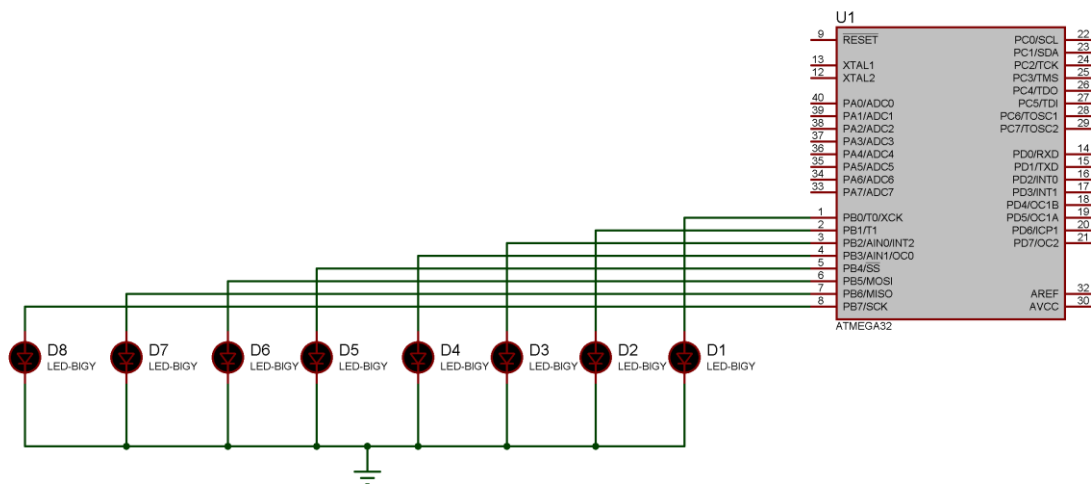 U1
9 RESET PC0/SCL 22
PC1/SDA 23
13 XTAL1 PC2/TCK 24
12 XTAL2 PC3/TMS 25
PC4/TDO 26
40 PA0/ADC0 PC5/TDI 27
39 PA1/ADC1 PC6/TOSC1 28
38 PA2/ADC2 PC7/TOSC2 29
37 PA3/ADC3
36 PA4/ADC4 PD0/RXD 14
35 PA5/ADC5 PD1/TXD 15
34 PA6/ADC6 PD2/INT0 16
33 PA7/ADC7 PD3/INT1 17
PD4/OC1B 18
1 PB0/T0/XCK PD5/OC1A 19
2 PB1/T1 PD6/ICP1 20
3 PB2/AIN0/INT2 PD7/OC2 21
4 PB3/AIN1/OC0
5 PB4/SS
6 PB5/MOSI
7 PB6/MISO AREF 32
8 PB7/SCK AVCC 30
ATMEGA32
D8 D7 D6 D5 D4 D3 D2 D1
LED-BIGY LED-BIGY LED-BIGY LED-BIGY LED-BIGY LED-BIGY LED-BIGY LED-BIGY